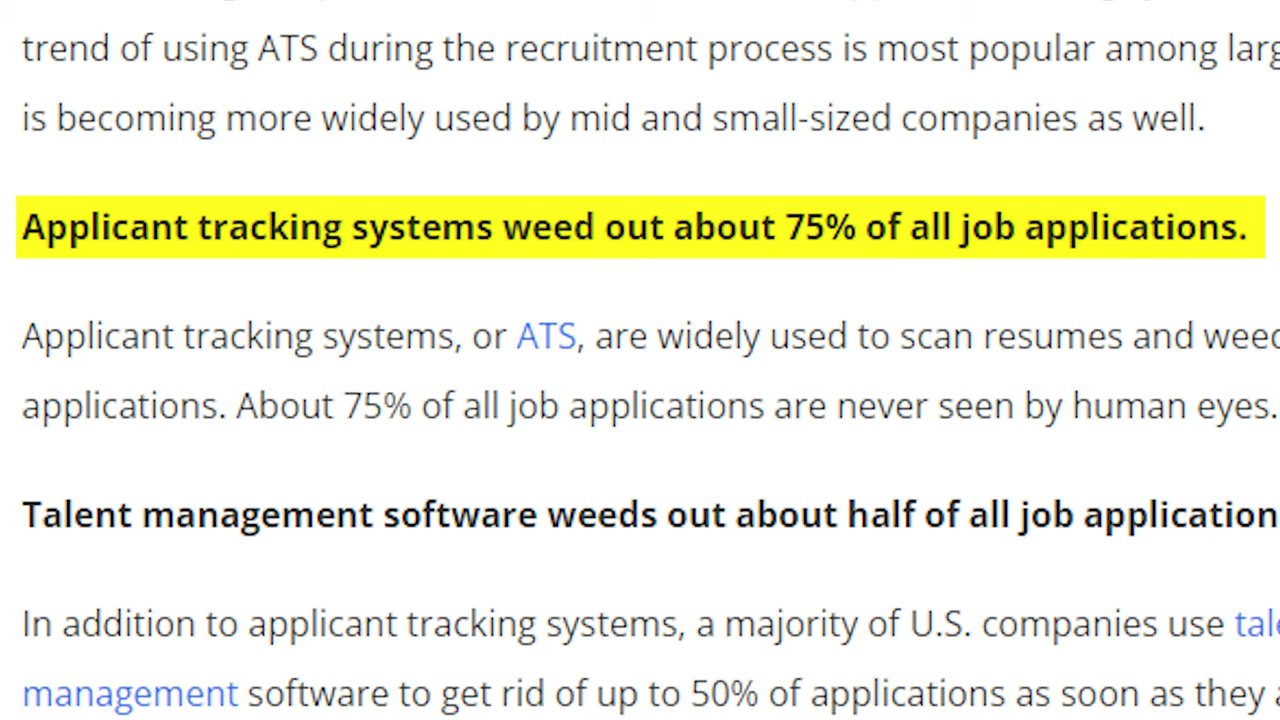 trend of using ATS during the recruitment process is most popular among
is becoming more widely used by mid and small-sized companies as well.
Applicant tracking systems weed out about 75% of all job applications.
Applicant tracking systems, or ATS, are widely used to scan resumes and weed
applications. About 75% of all job applications are never seen by human eyes.
Talent management software weeds out about half of all job application
In addition to applicant tracking systems, a majority of U.S. companies use
management software to get rid of up to 50% of applications as soon as they